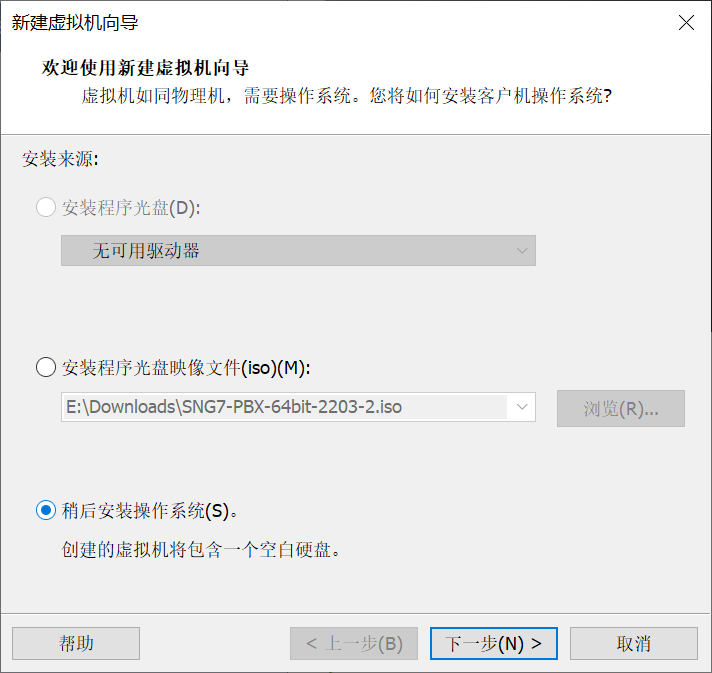 新建虚拟机向导
欢迎使用新建虚拟机向导
虚拟机如同物理机，需要操作系统。您将如何安装客户机操作系统?
安装来源:
安装程序光盘(D):
无可用驱动器
安装程序光盘映像文件(iso)(M):
E:\Downloads\SNG7-PBX-64bit-2203-2.iso
浏览(R)...
稍后安装操作系统(S)。
创建的虚拟机将包含一个空白硬盘。
帮助
< 上一步(B)
下一步(N) >
取消